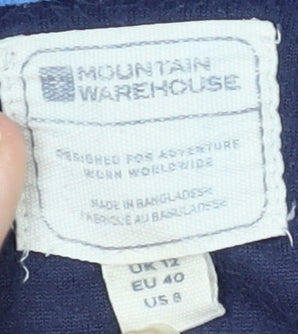 MOUNTAIN
WAREHOUSE
DESIGNED FOR ADVENTURE
WORN WORLDWIDE
MADE IN BANGLADESH
FABRIQUÉ AU BANGLADESH
UK 12
EU 40
US 8